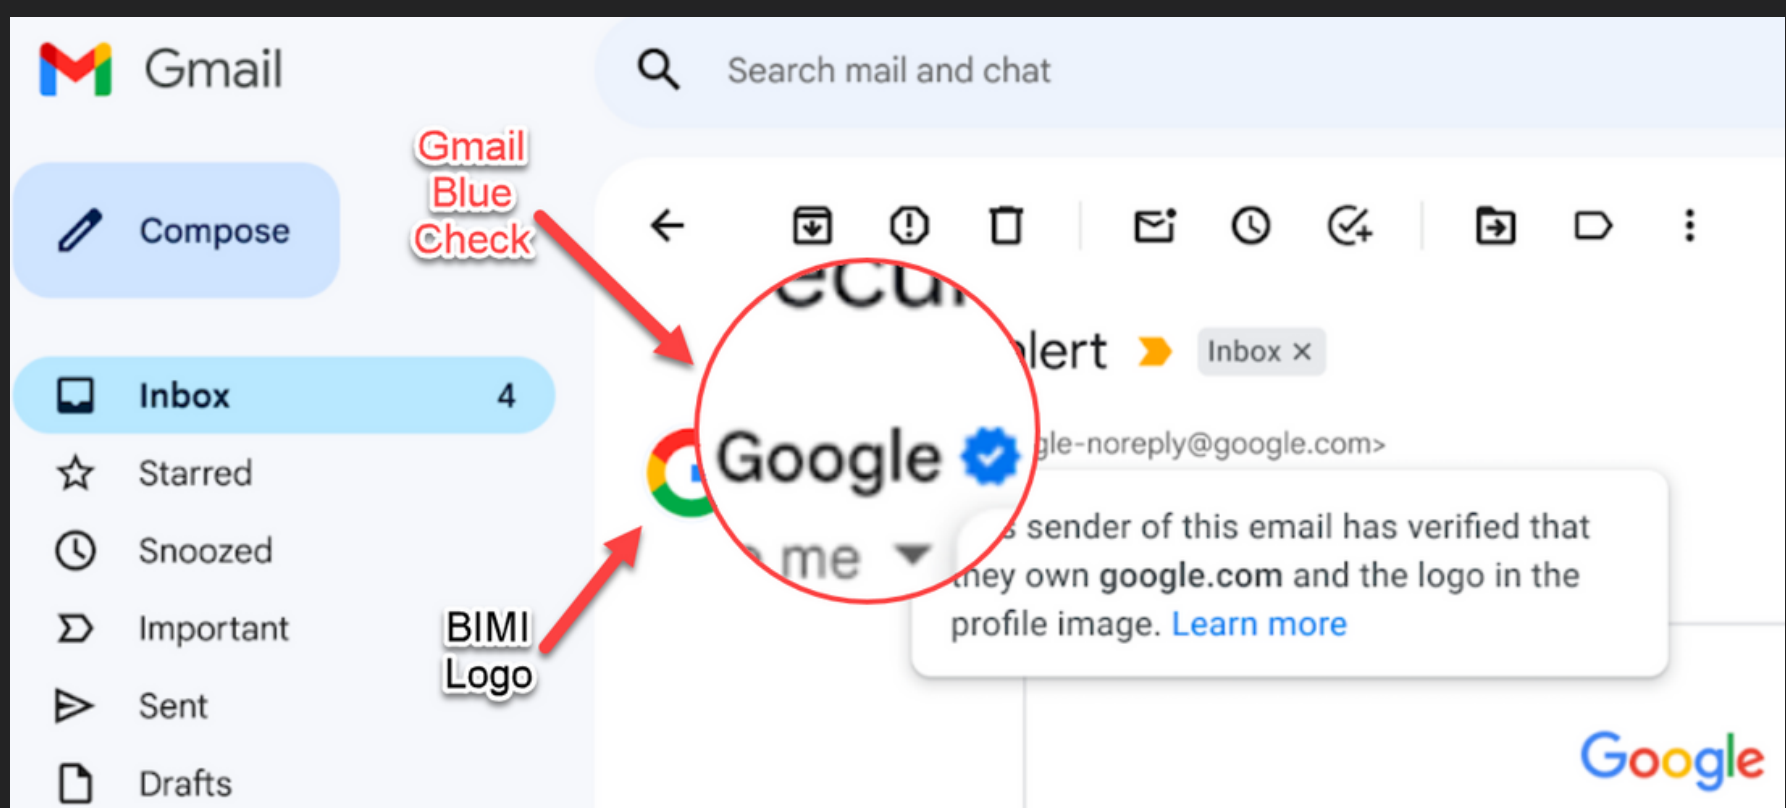 Gmail
Search mail and chat
Gmail
Blue
Check
Compose
ecur
lert
Inbox ×
Inbox 4
Google
gle-noreply@google.com>
Starred
s sender of this email has verified that
me
they own google.com and the logo in the
Snoozed
profile image. Learn more
BIMI
Logo
Important
Sent
Google
Drafts